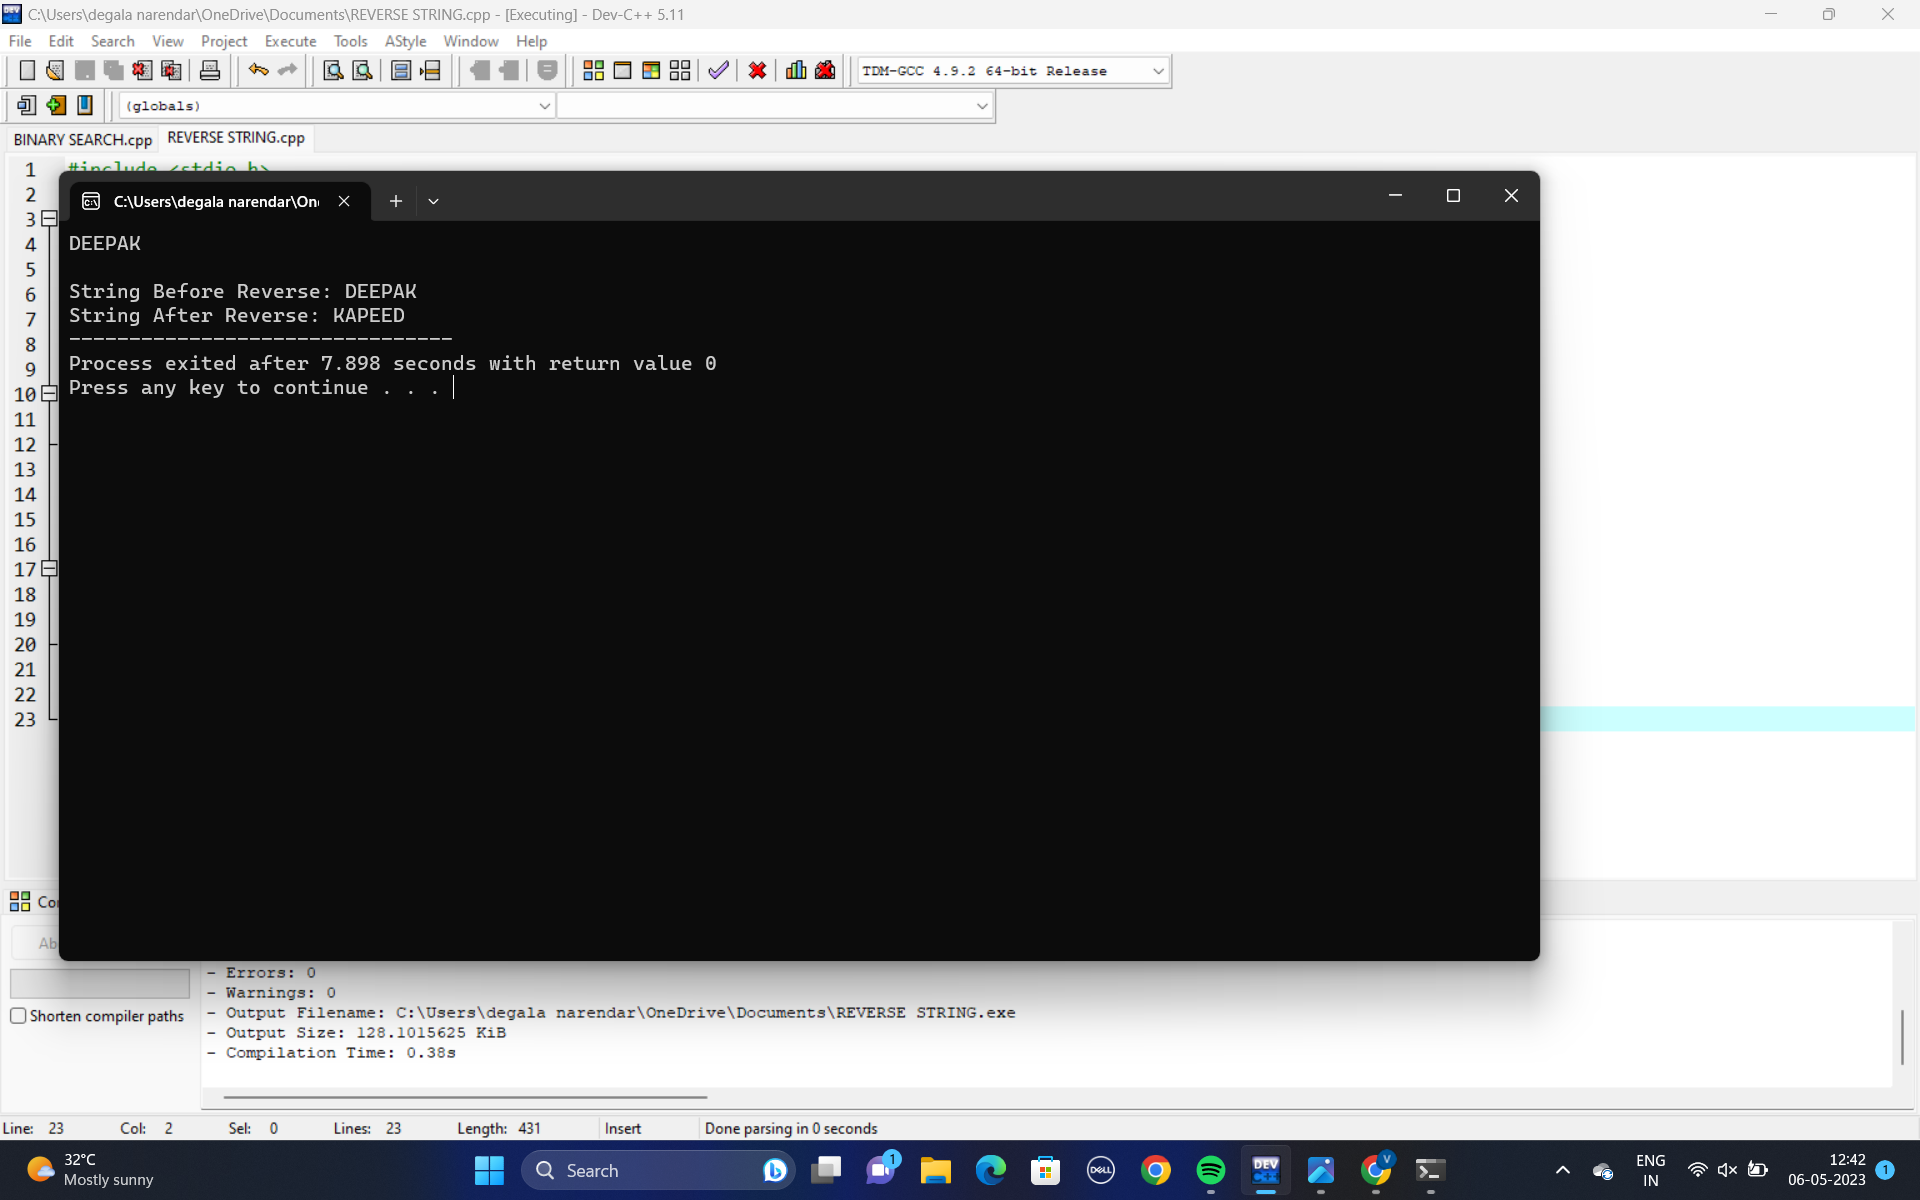 C:\Users\degala narendar\OneDrive\Documents\REVERSE STRING.cpp - [Executing] - Dev-C++ 5.11
File Edit Search View Project Execute Tools AStyle Window Help
TDM-GCC 4.9.2 64-bit Release
(globals)
BINARY SEARCH.cpp REVERSE STRING.cpp
1 #include <stdio.h>
2
3
4
5
6
7
8
9
10
11
12
13
14
15
16
17
18
19
20
21
22
23
C:\Users\degala narendar\On
DEEPAK
String Before Reverse: DEEPAK
String After Reverse: KAPEED
--------------------------------
Process exited after 7.898 seconds with return value 0
Press any key to continue . . .
Shorten compiler paths
- Errors: 0
- Warnings: 0
- Output Filename: C:\Users\degala narendar\OneDrive\Documents\REVERSE STRING.exe
- Output Size: 128.1015625 KiB
- Compilation Time: 0.38s
Line: 23 Col: 2 Sel: 0 Lines: 23 Length: 431 Insert Done parsing in 0 seconds
32°C
Mostly sunny
Search
1
DELL
DEV C++
V
ENG
IN
12:42
06-05-2023
1